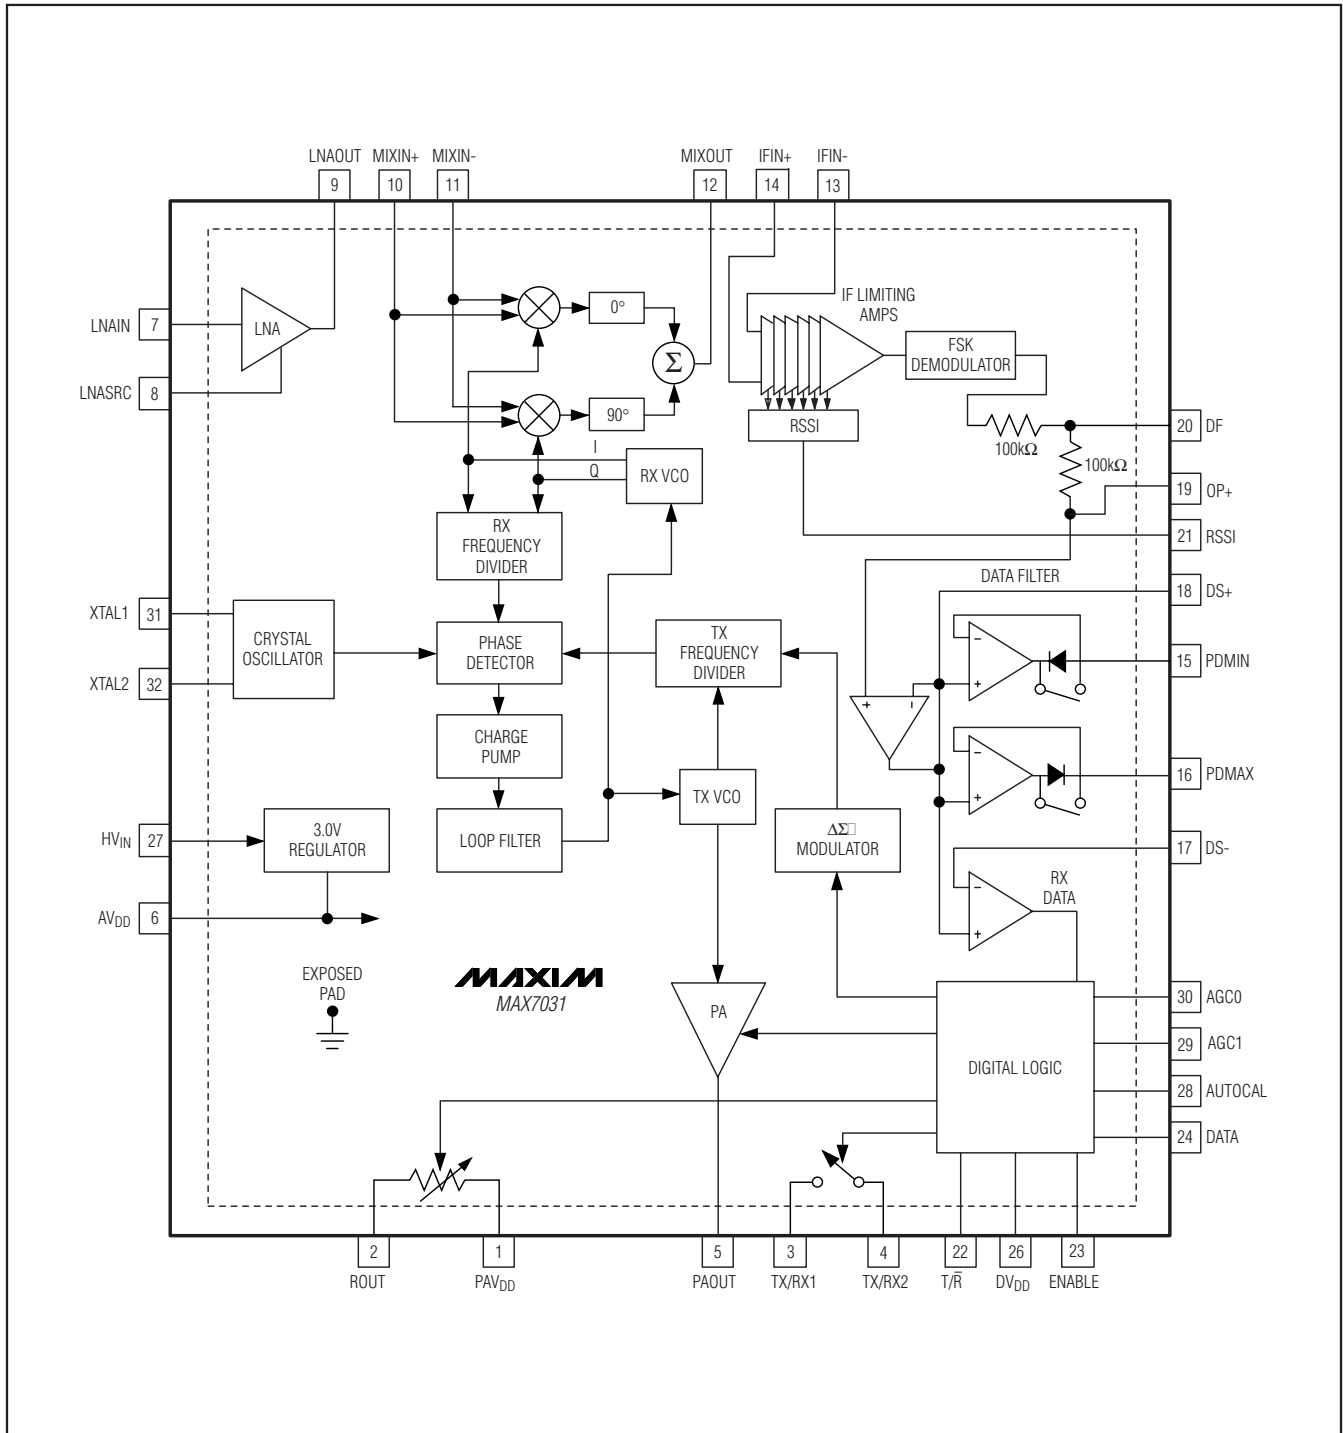 LNAOUT MIXIN+ MIXIN- MIXOUT IFIN+ IFIN-
9 10 11 12 14 13
LNAIN 7
LNA
LNASRC 8
0°
Σ
90°
I
Q
RX VCO
RX
FREQUENCY
DIVIDER
IF LIMITING
AMPS
FSK
DEMODULATOR
RSSI
100kΩ
100kΩ
20 DF
19 OP+
21 RSSI
DATA FILTER
18 DS+
XTAL1 31
XTAL2 32
CRYSTAL
OSCILLATOR
PHASE
DETECTOR
TX
FREQUENCY
DIVIDER
+ −
−
+
15 PDMIN
CHARGE
PUMP
TX VCO
−
+
16 PDMAX
HVIN 27
3.0V
REGULATOR
LOOP FILTER
ΔΣ
MODULATOR
17 DS-
−
+
RX
DATA
AVDD 6
EXPOSED
PAD
MAXIM
MAX7031
PA
DIGITAL LOGIC
30 AGC0
29 AGC1
28 AUTOCAL
24 DATA
2 1 5 3 4 22 26 23
ROUT PAVDD PAOUT TX/RX1 TX/RX2 T/R̅ DVDD ENABLE